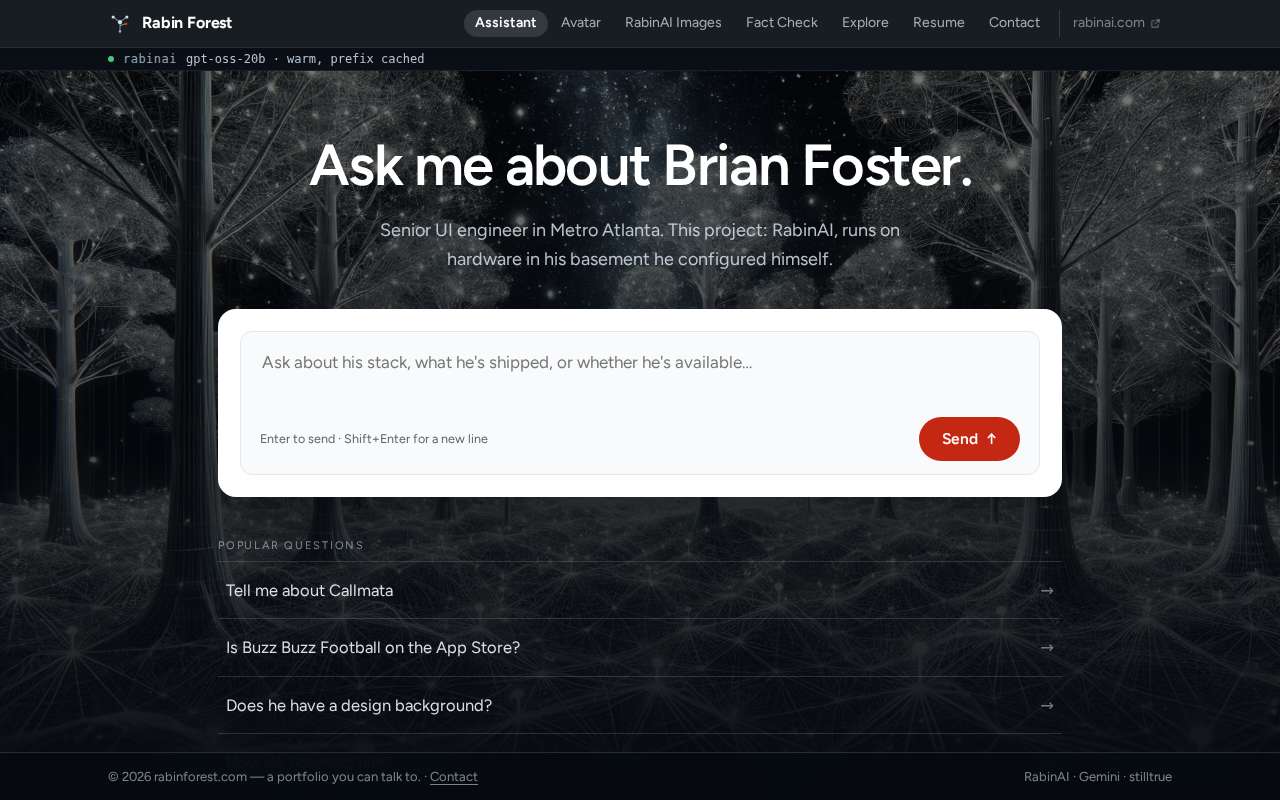 Rabin Forest
Assistant
Avatar
RabinAI Images
Fact Check
Explore
Resume
Contact
rabinai.com
rabinai gpt-oss-20b · warm, prefix cached
Ask me about Brian Foster.
Senior UI engineer in Metro Atlanta. This project: RabinAI, runs on
hardware in his basement he configured himself.
Ask about his stack, what he's shipped, or whether he's available…
Enter to send · Shift+Enter for a new line
Send ↑
POPULAR QUESTIONS
Tell me about Callmata →
Is Buzz Buzz Football on the App Store? →
Does he have a design background? →
© 2026 rabinforest.com — a portfolio you can talk to. · Contact
RabinAI · Gemini · stilltrue